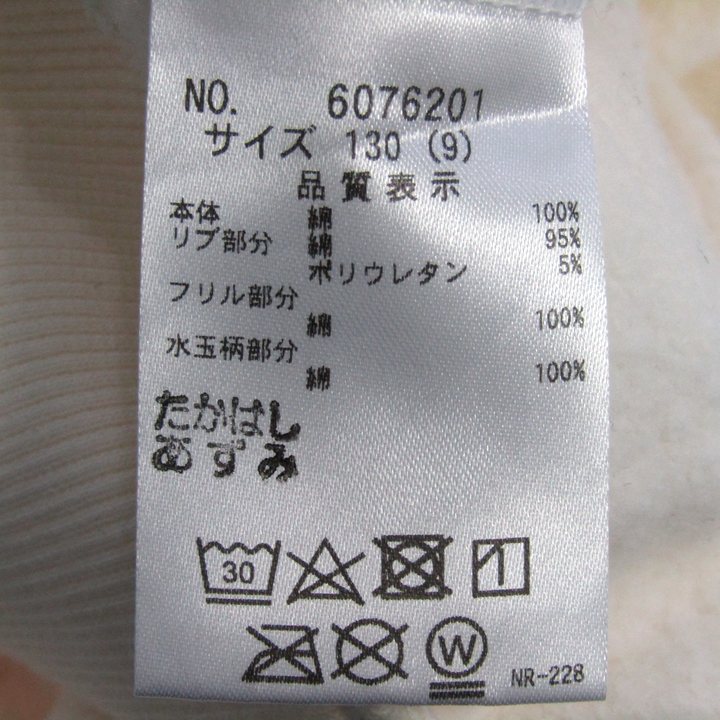 NO. 6076201
サイズ 130 (9)
品質表示
本体 綿 100%
リブ部分 綿 95%
ポリウレタン 5%
フリル部分
綿 100%
水玉柄部分
綿 100%
たかはし
あずみ
30
W
NR-228